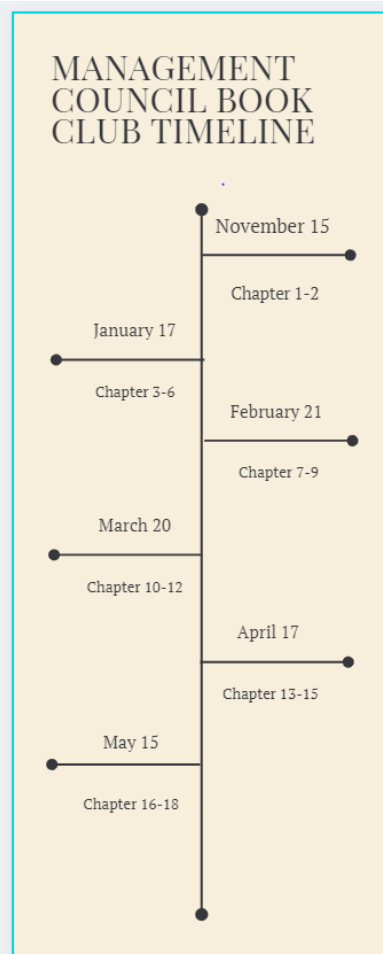 MANAGEMENT
COUNCIL BOOK
CLUB TIMELINE
November 15
Chapter 1-2
January 17
Chapter 3-6
February 21
Chapter 7-9
March 20
Chapter 10-12
April 17
Chapter 13-15
May 15
Chapter 16-18